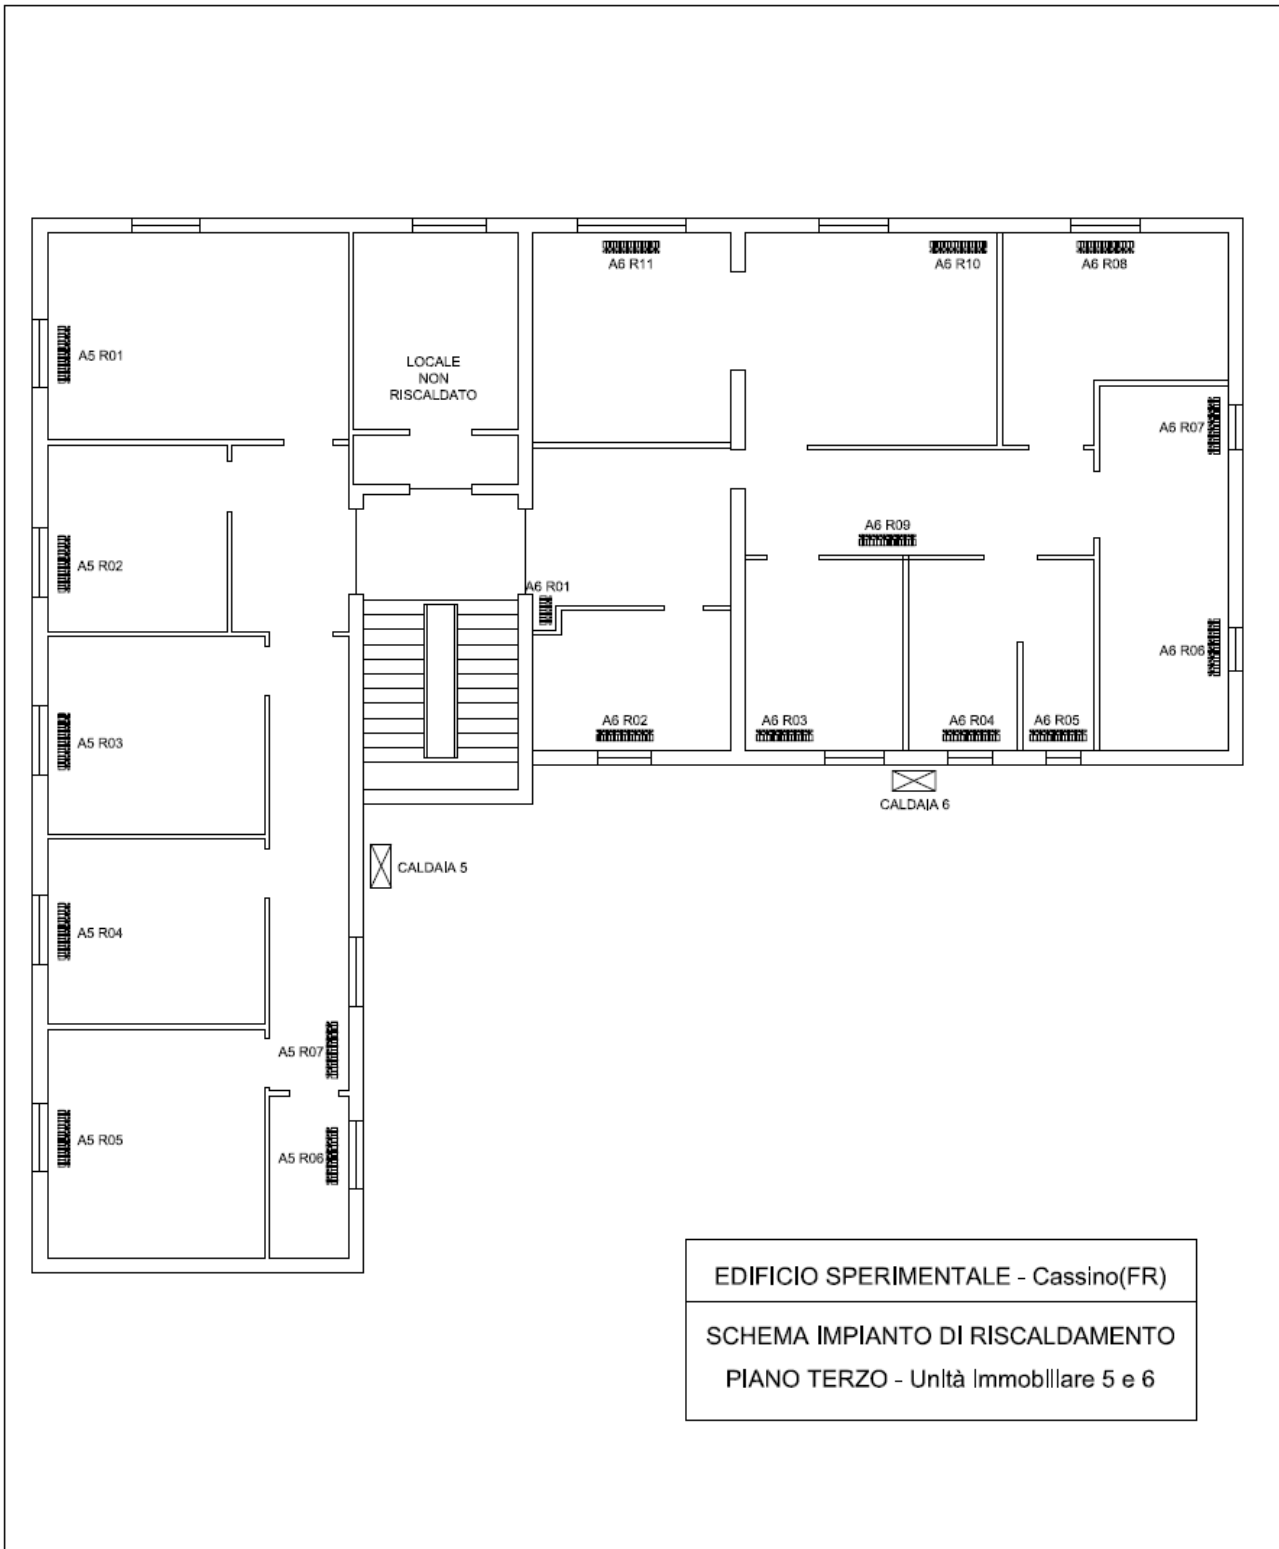 A6 R11
A6 R10
A6 R08
A5 R01
LOCALE
NON
RISCALDATO
A6 R07
A6 R09
A5 R02
A6 R01
A6 R06
A5 R03
A6 R02
A6 R03
A6 R04
A6 R05
CALDAIA 6
CALDAIA 5
A5 R04
A5 R07
A5 R05
A5 R06
EDIFICIO SPERIMENTALE - Cassino(FR)
SCHEMA IMPIANTO DI RISCALDAMENTO
PIANO TERZO - Unità Immobiliare 5 e 6